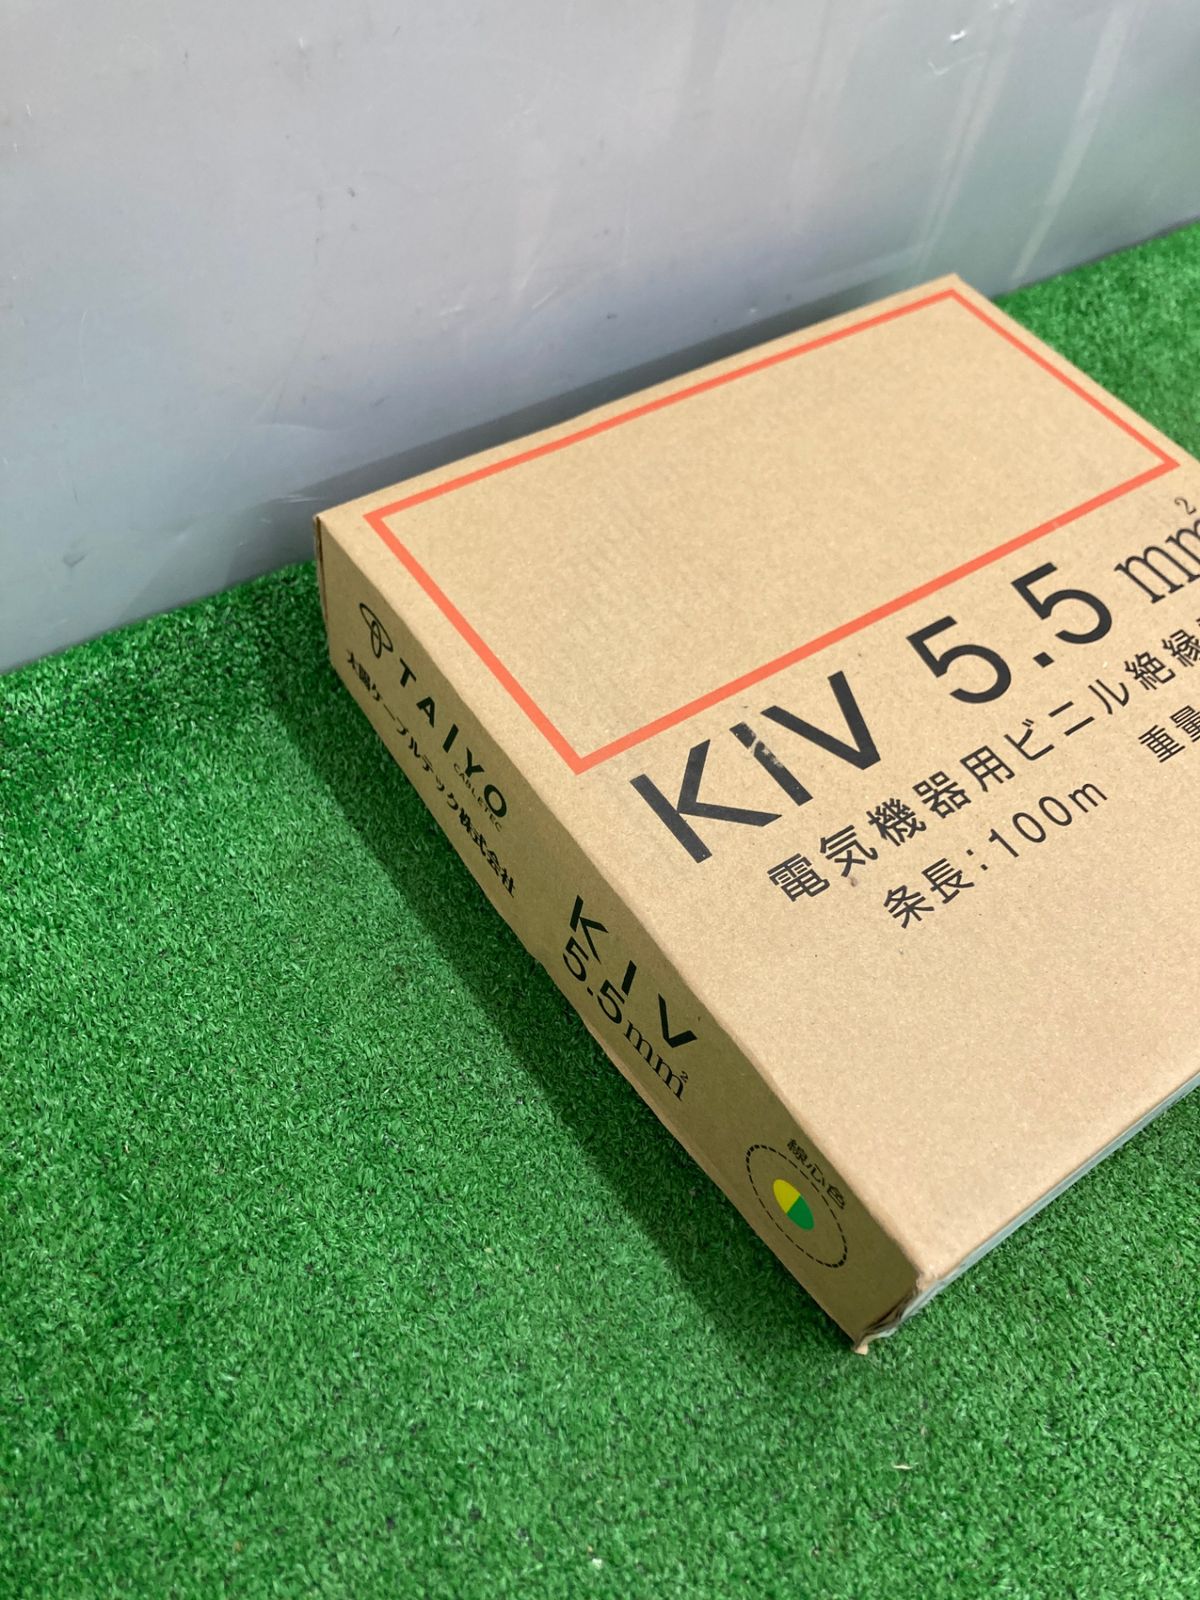 KIV 5.5 mm²
電気機器用ビニル絶縁
条長：100m 重量
TAIYO
CABLETEC
太陽ケーブルテック株式会社
KIV
5.5mm²
線心色